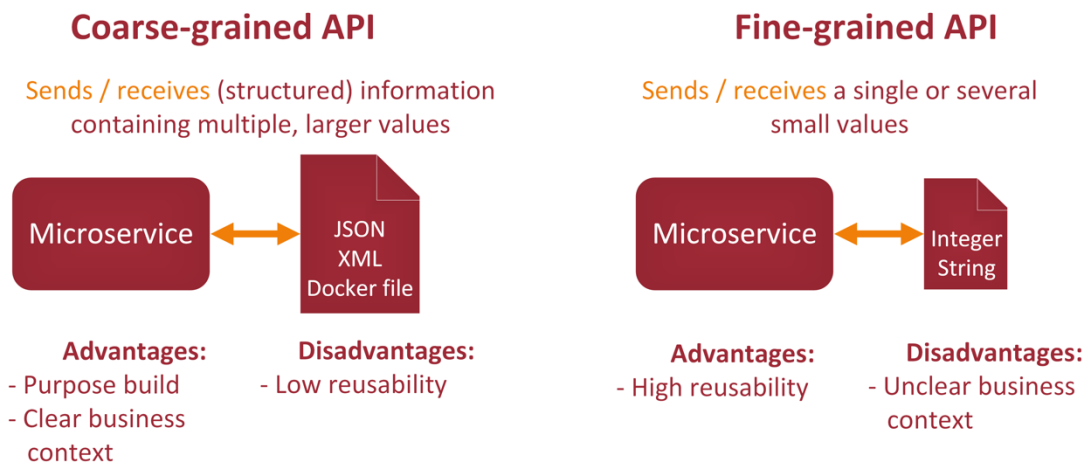 Coarse-grained API
Sends / receives (structured) information
containing multiple, larger values
Microservice
JSON
XML
Docker file
Advantages:
- Purpose build
- Clear business
context
Disadvantages:
- Low reusability
Fine-grained API
Sends / receives a single or several
small values
Microservice
Integer
String
Advantages:
- High reusability
Disadvantages:
- Unclear business
context